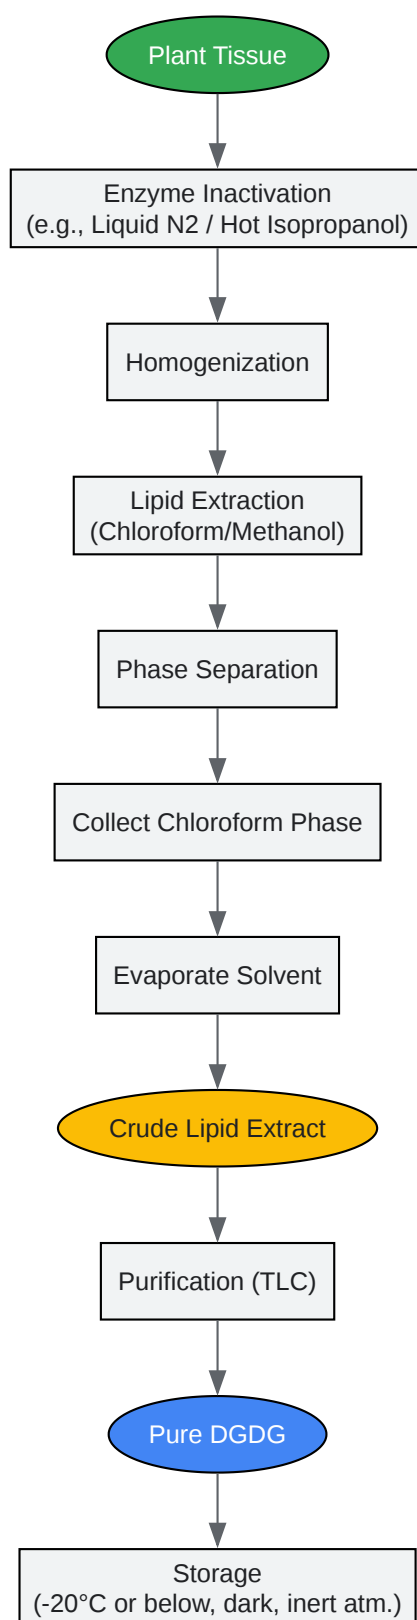 Plant Tissue
Enzyme Inactivation
(e.g., Liquid N2 / Hot Isopropanol)
Homogenization
Lipid Extraction
(Chloroform/Methanol)
Phase Separation
Collect Chloroform Phase
Evaporate Solvent
Crude Lipid Extract
Purification (TLC)
Pure DGDG
Storage
(-20°C or below, dark, inert atm.)